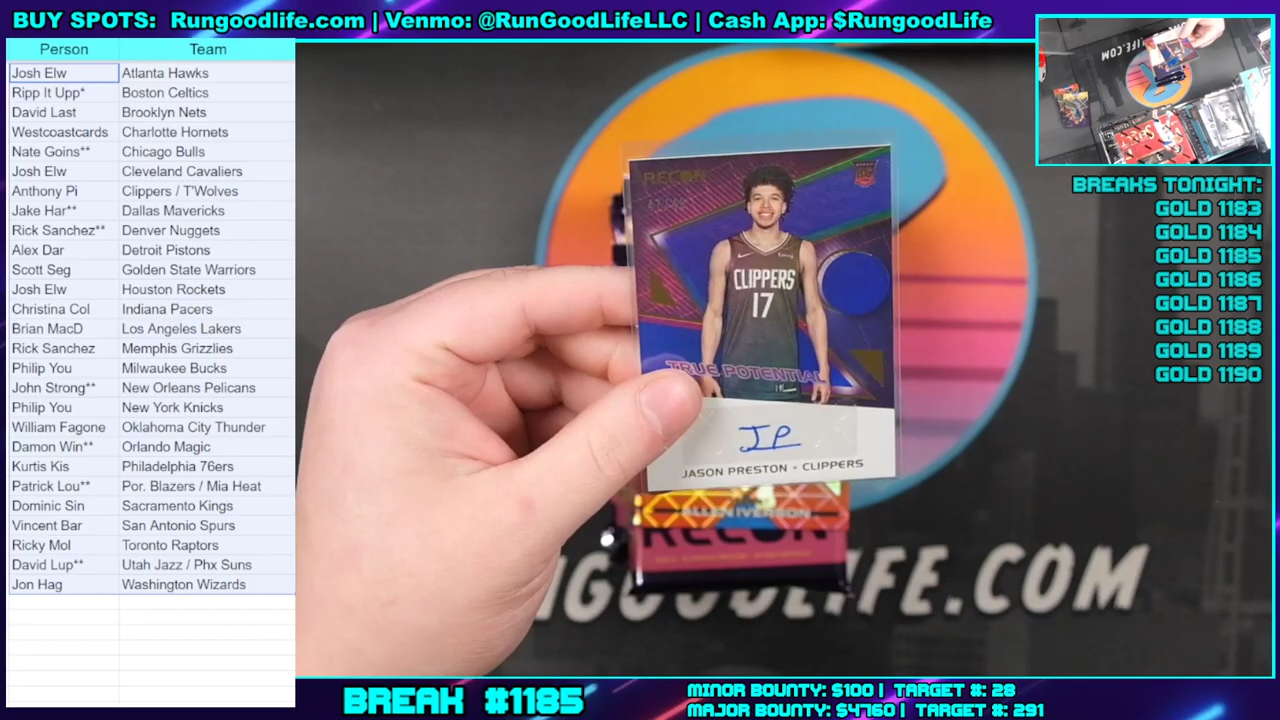 BUY SPOTS: Rungoodlife.com | Venmo: @RunGoodLifeLLC | Cash App: $RungoodLife
Person Team
Josh Elw Atlanta Hawks
Ripp It Upp* Boston Celtics
David Last Brooklyn Nets
Westcoastcards Charlotte Hornets
Nate Goins** Chicago Bulls
Josh Elw Cleveland Cavaliers
Anthony Pi Clippers / T'Wolves
Jake Har** Dallas Mavericks
Rick Sanchez** Denver Nuggets
Alex Dar Detroit Pistons
Scott Seg Golden State Warriors
Josh Elw Houston Rockets
Christina Col Indiana Pacers
Brian MacD Los Angeles Lakers
Rick Sanchez Memphis Grizzlies
Philip You Milwaukee Bucks
John Strong** New Orleans Pelicans
Philip You New York Knicks
William Fagone Oklahoma City Thunder
Damon Win** Orlando Magic
Kurtis Kis Philadelphia 76ers
Patrick Lou** Por. Blazers / Mia Heat
Dominic Sin Sacramento Kings
Vincent Bar San Antonio Spurs
Ricky Mol Toronto Raptors
David Lup** Utah Jazz / Phx Suns
Jon Hag Washington Wizards
RECON
CLIPPERS
17
TRUE POTENTIAL
JP
JASON PRESTON • CLIPPERS
ALLEN IVERSON
RECON
NGOODLIFE.COM
BREAKS TONIGHT:
GOLD 1183
GOLD 1184
GOLD 1185
GOLD 1186
GOLD 1187
GOLD 1188
GOLD 1189
GOLD 1190
BREAK #1185
MINOR BOUNTY: $100 | TARGET #: 28
MAJOR BOUNTY: $4760 | TARGET #: 291